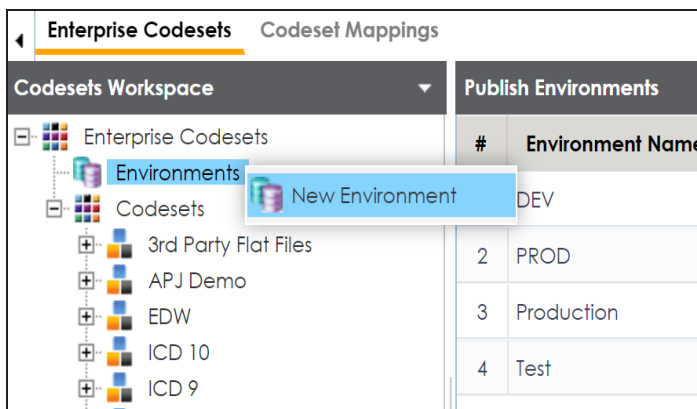 Enterprise Codesets Codeset Mappings
Codesets Workspace
Publish Environments
Enterprise Codesets
Environments
New Environment
Codesets
3rd Party Flat Files
APJ Demo
EDW
ICD 10
ICD 9
# Environment Name
DEV
2 PROD
3 Production
4 Test